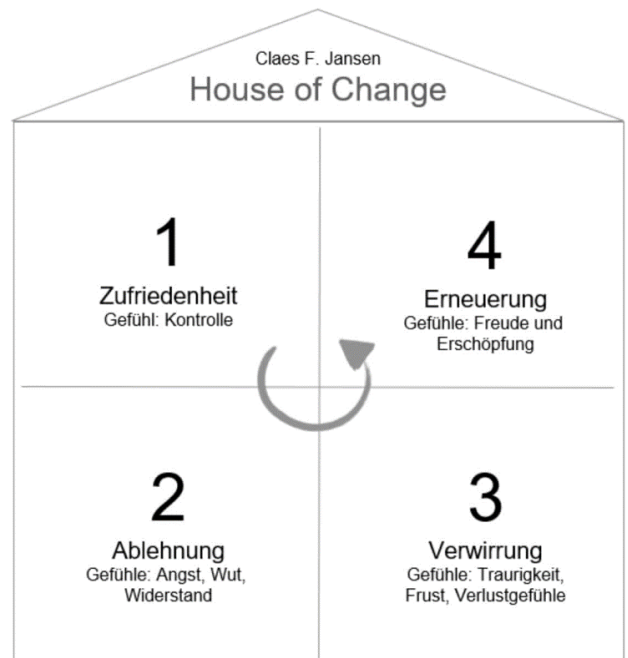 Claes F. Jansen
House of Change
1
Zufriedenheit
Gefühl: Kontrolle
2
Ablehnung
Gefühle: Angst, Wut,
Widerstand
3
Verwirrung
Gefühle: Traurigkeit,
Frust, Verlustgefühle
4
Erneuerung
Gefühle: Freude und
Erschöpfung